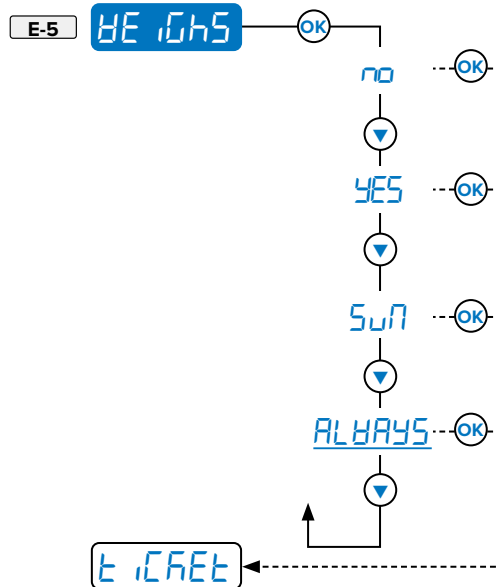 E-5 WEiGhS OK
no OK
YES OK
SuM OK
ALWAYS OK
tiCKEt